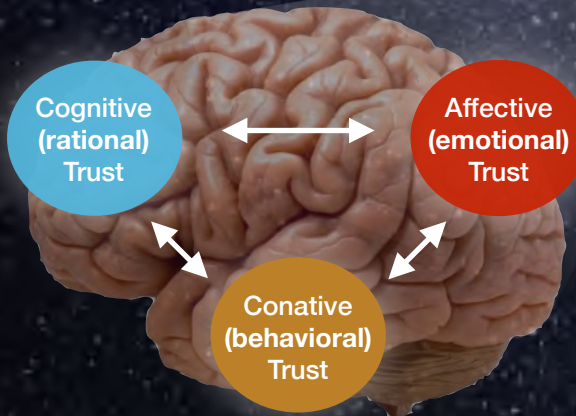 Cognitive
(rational)
Trust
Affective
(emotional)
Trust
Conative
(behavioral)
Trust